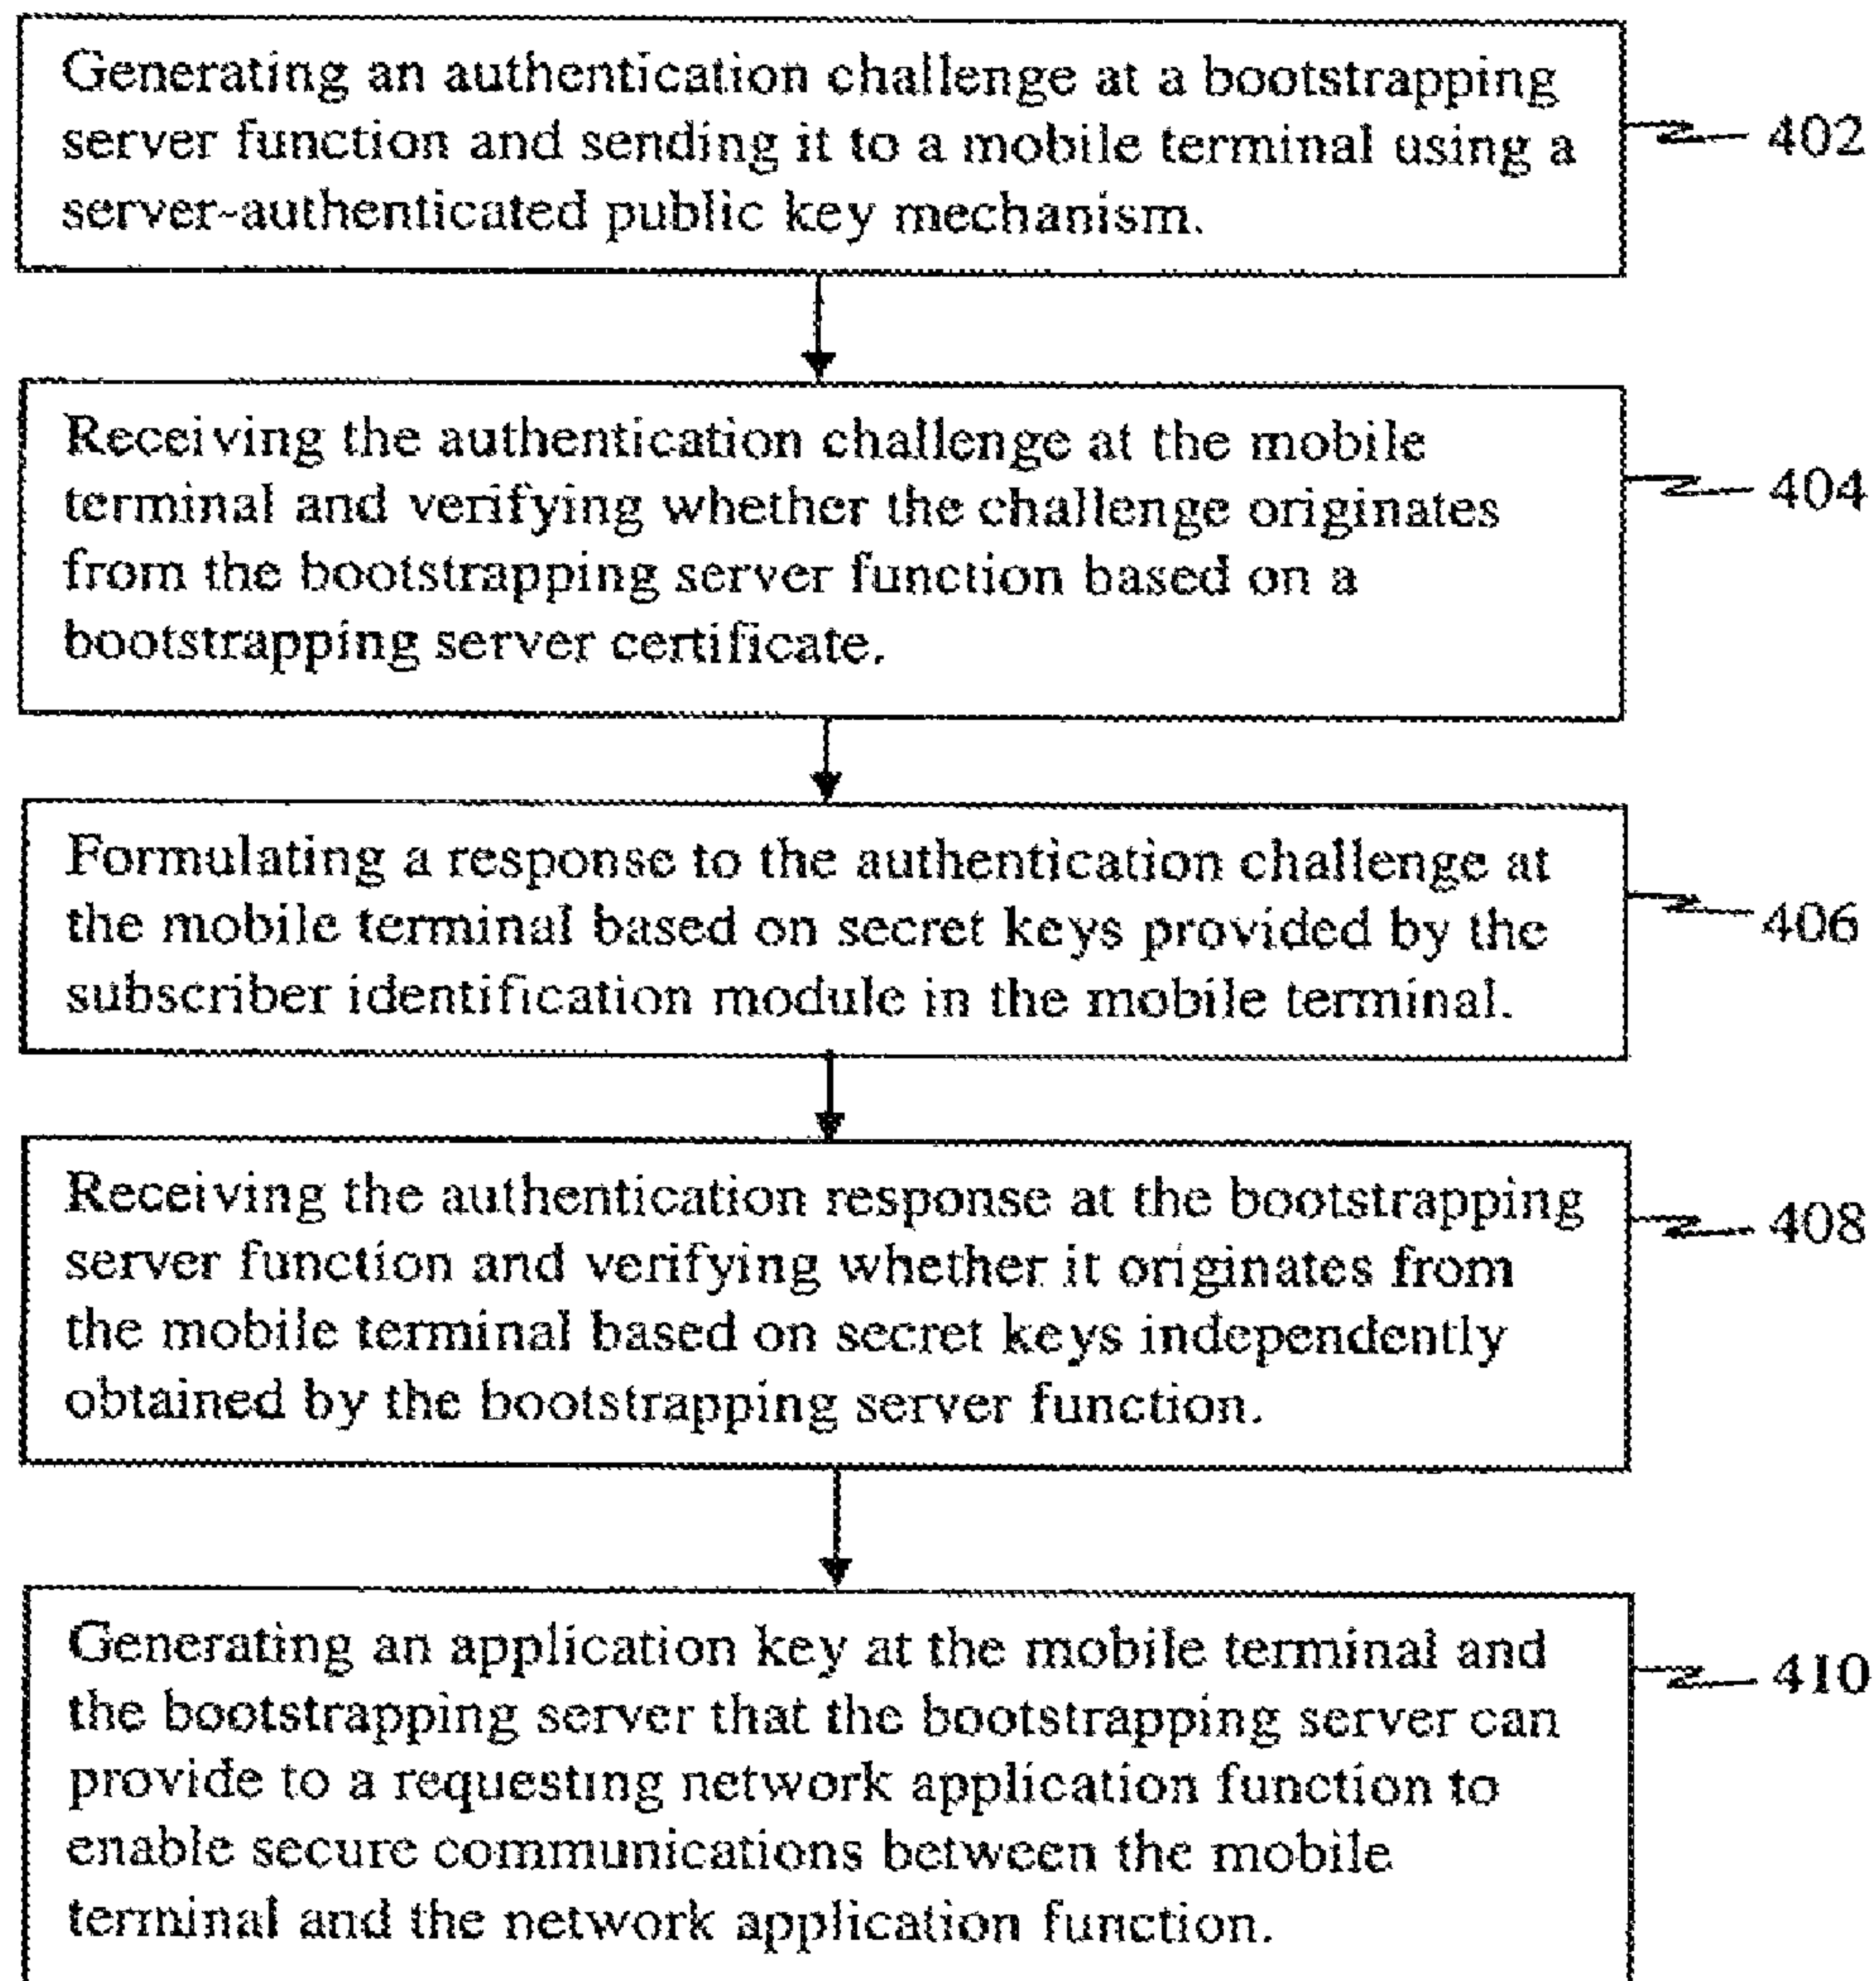 Generating an authentication challenge at a bootstrapping
server function and sending it to a mobile terminal using a
server-authenticated public key mechanism.
402
Receiving the authentication challenge at the mobile
terminal and verifying whether the challenge originates
from the bootstrapping server function based on a
bootstrapping server certificate.
404
Formulating a response to the authentication challenge at
the mobile terminal based on secret keys provided by the
subscriber identification module in the mobile terminal.
406
Receiving the authentication response at the bootstrapping
server function and verifying whether it originates from
the mobile terminal based on secret keys independently
obtained by the bootstrapping server function.
408
Generating an application key at the mobile terminal and
the bootstrapping server that the bootstrapping server can
provide to a requesting network application function to
enable secure communications between the mobile
terminal and the network application function.
410